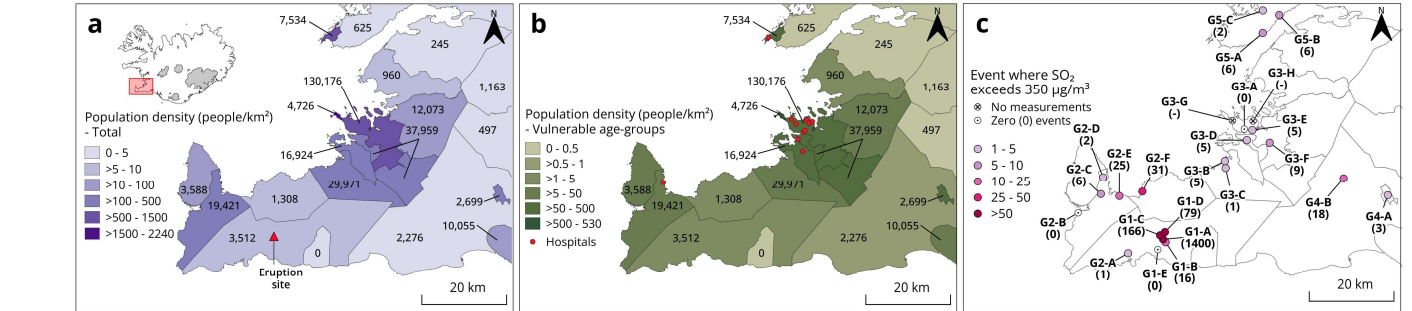 a
N
7,534
625
245
960
1,163
130,176
4,726
12,073
37,959
497
16,924
29,971
3,588
19,421
1,308
2,699
10,055
3,512
0
2,276
Eruption
site
20 km
Population density (people/km²)
- Total
0 - 5
>5 - 10
>10 - 100
>100 - 500
>500 - 1500
>1500 - 2240
b
N
7,534
625
245
960
1,163
130,176
4,726
12,073
37,959
497
16,924
29,971
3,588
19,421
1,308
2,699
10,055
3,512
0
2,276
20 km
Population density (people/km²)
- Vulnerable age-groups
0 - 0.5
>0.5 - 1
>1 - 5
>5 - 50
>50 - 500
>500 - 530
Hospitals
c
N
Event where SO₂
exceeds 350 µg/m³
No measurements
Zero (0) events
1 - 5
5 - 10
10 - 25
25 - 50
>50
G5-C
(2)
G5-B
(6)
G5-A
(6)
G3-H
(-)
G3-A
(0)
G3-G
(-)
G3-E
(5)
G3-D
(5)
G3-F
(9)
G3-B
(5)
G3-C
(1)
G2-D
(2)
G2-E
(25)
G2-F
(31)
G2-C
(6)
G2-B
(0)
G1-D
(79)
G1-C
(166)
G1-A
(1400)
G2-A
(1)
G1-E
(0)
G1-B
(16)
G4-B
(18)
G4-A
(3)
20 km